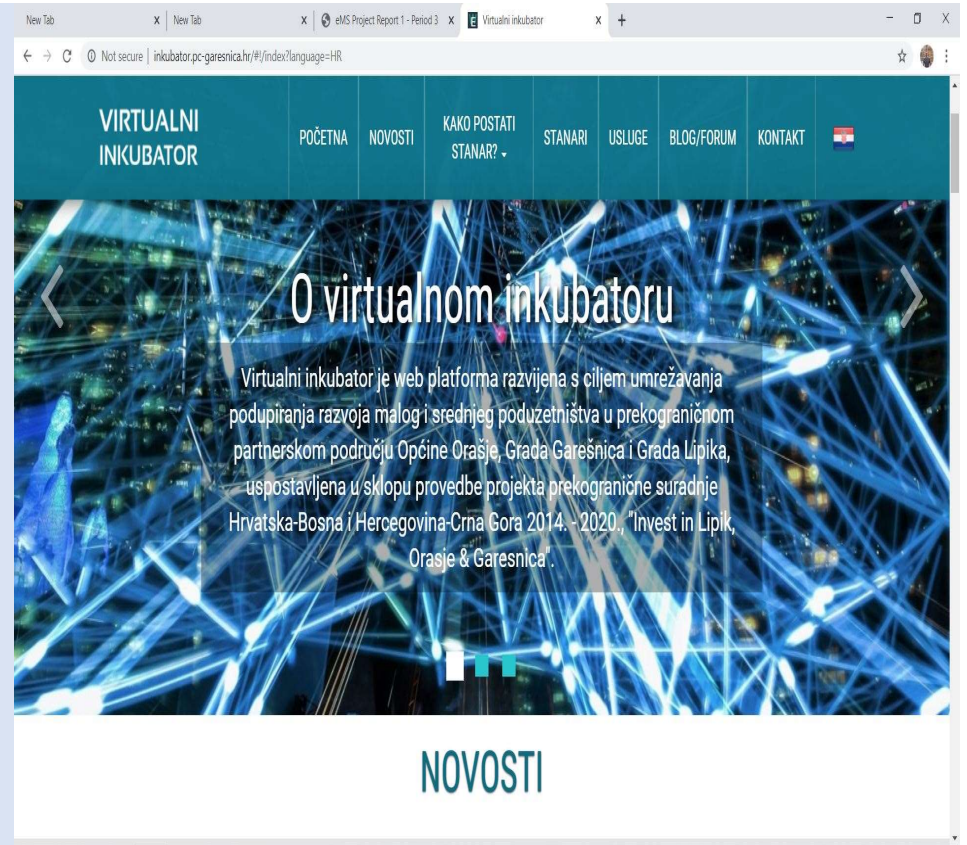 New Tab
New Tab
eMS Project Report 1 - Period 3
Virtualni inkubator
Not secure | inkubator.pc-garesnica.hr/#!/index?language=HR
VIRTUALNI
INKUBATOR
POČETNA
NOVOSTI
KAKO POSTATI
STANAR?
STANARI
USLUGE
BLOG/FORUM
KONTAKT
O virtualnom inkubatoru
Virtualni inkubator je web platforma razvijena s ciljem umrežavanja
podupiranja razvoja malog i srednjeg poduzetništva u prekograničnom
partnerskom području Općine Orašje, Grada Garešnica i Grada Lipika,
uspostavljena u sklopu provedbe projekta prekogranične suradnje
Hrvatska-Bosna i Hercegovina-Crna Gora 2014. - 2020., "Invest in Lipik,
Orasje & Garesnica".
NOVOSTI